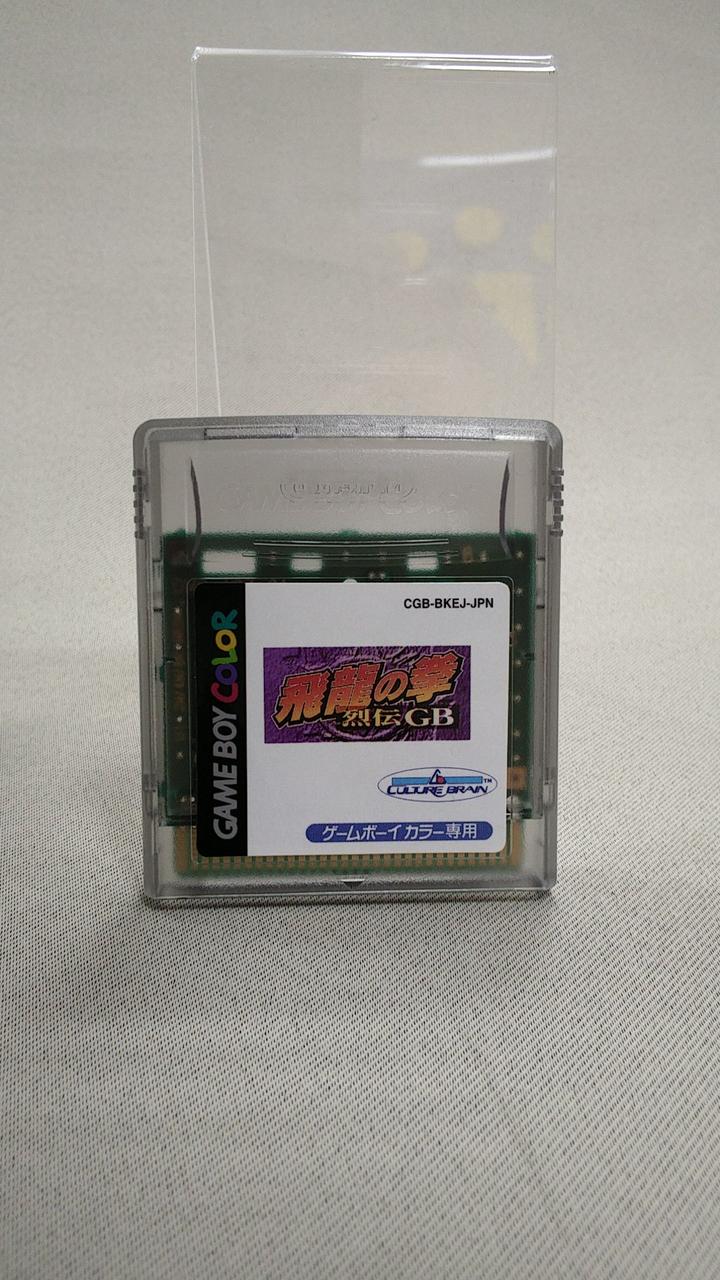 CGB-BKEJ-JPN
GAME BOY COLOR
飛龍の拳
烈伝GB
CULTURE BRAIN™
ゲームボーイカラー専用